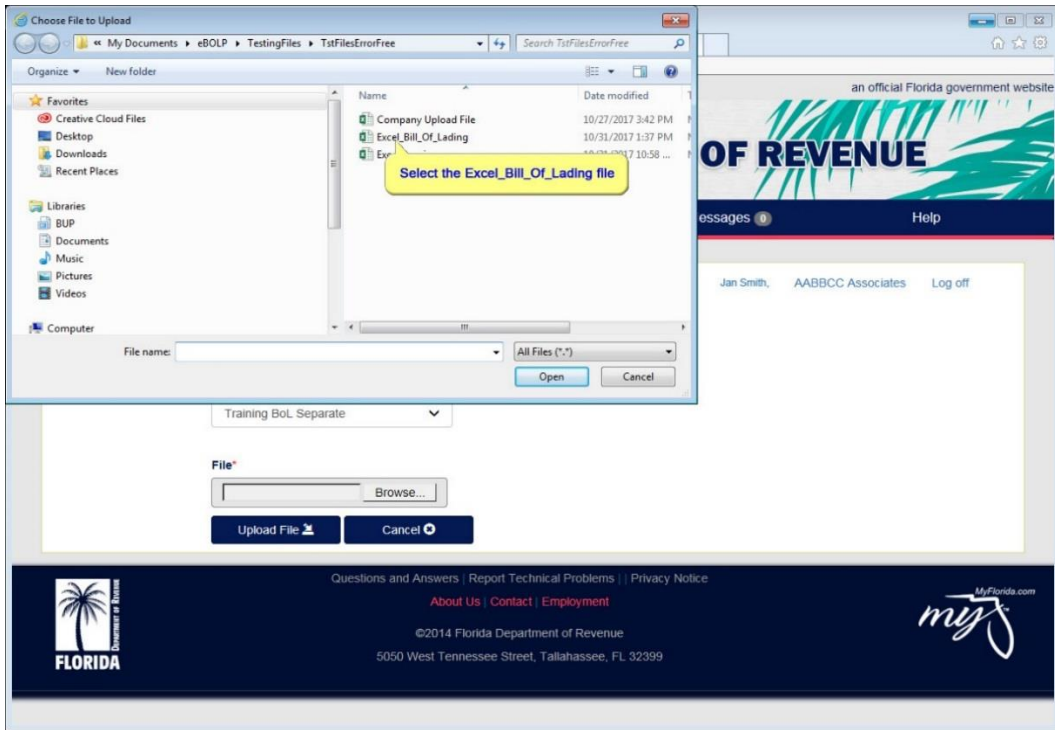 Choose File to Upload
« My Documents ▸ eBOLP ▸ TestingFiles ▸ TstFilesErrorFree
Search TstFilesErrorFree
Organize
New folder
Favorites
Creative Cloud Files
Desktop
Downloads
Recent Places
Libraries
BUP
Documents
Music
Pictures
Videos
Computer
Name
Date modified
Company Upload File
10/27/2017 3:42 PM
Excel_Bill_Of_Lading
10/31/2017 1:37 PM
10:58 ...
Select the Excel_Bill_Of_Lading file
File name:
All Files (*.*)
Open
Cancel
an official Florida government website
OF REVENUE
essages 0
Help
Jan Smith,
AABBCC Associates
Log off
Training BoL Separate
File*
Browse...
Upload File
Cancel
Questions and Answers | Report Technical Problems | | Privacy Notice
About Us | Contact | Employment
©2014 Florida Department of Revenue
5050 West Tennessee Street, Tallahassee, FL 32399
DEPARTMENT OF REVENUE
FLORIDA
MyFlorida.com
my